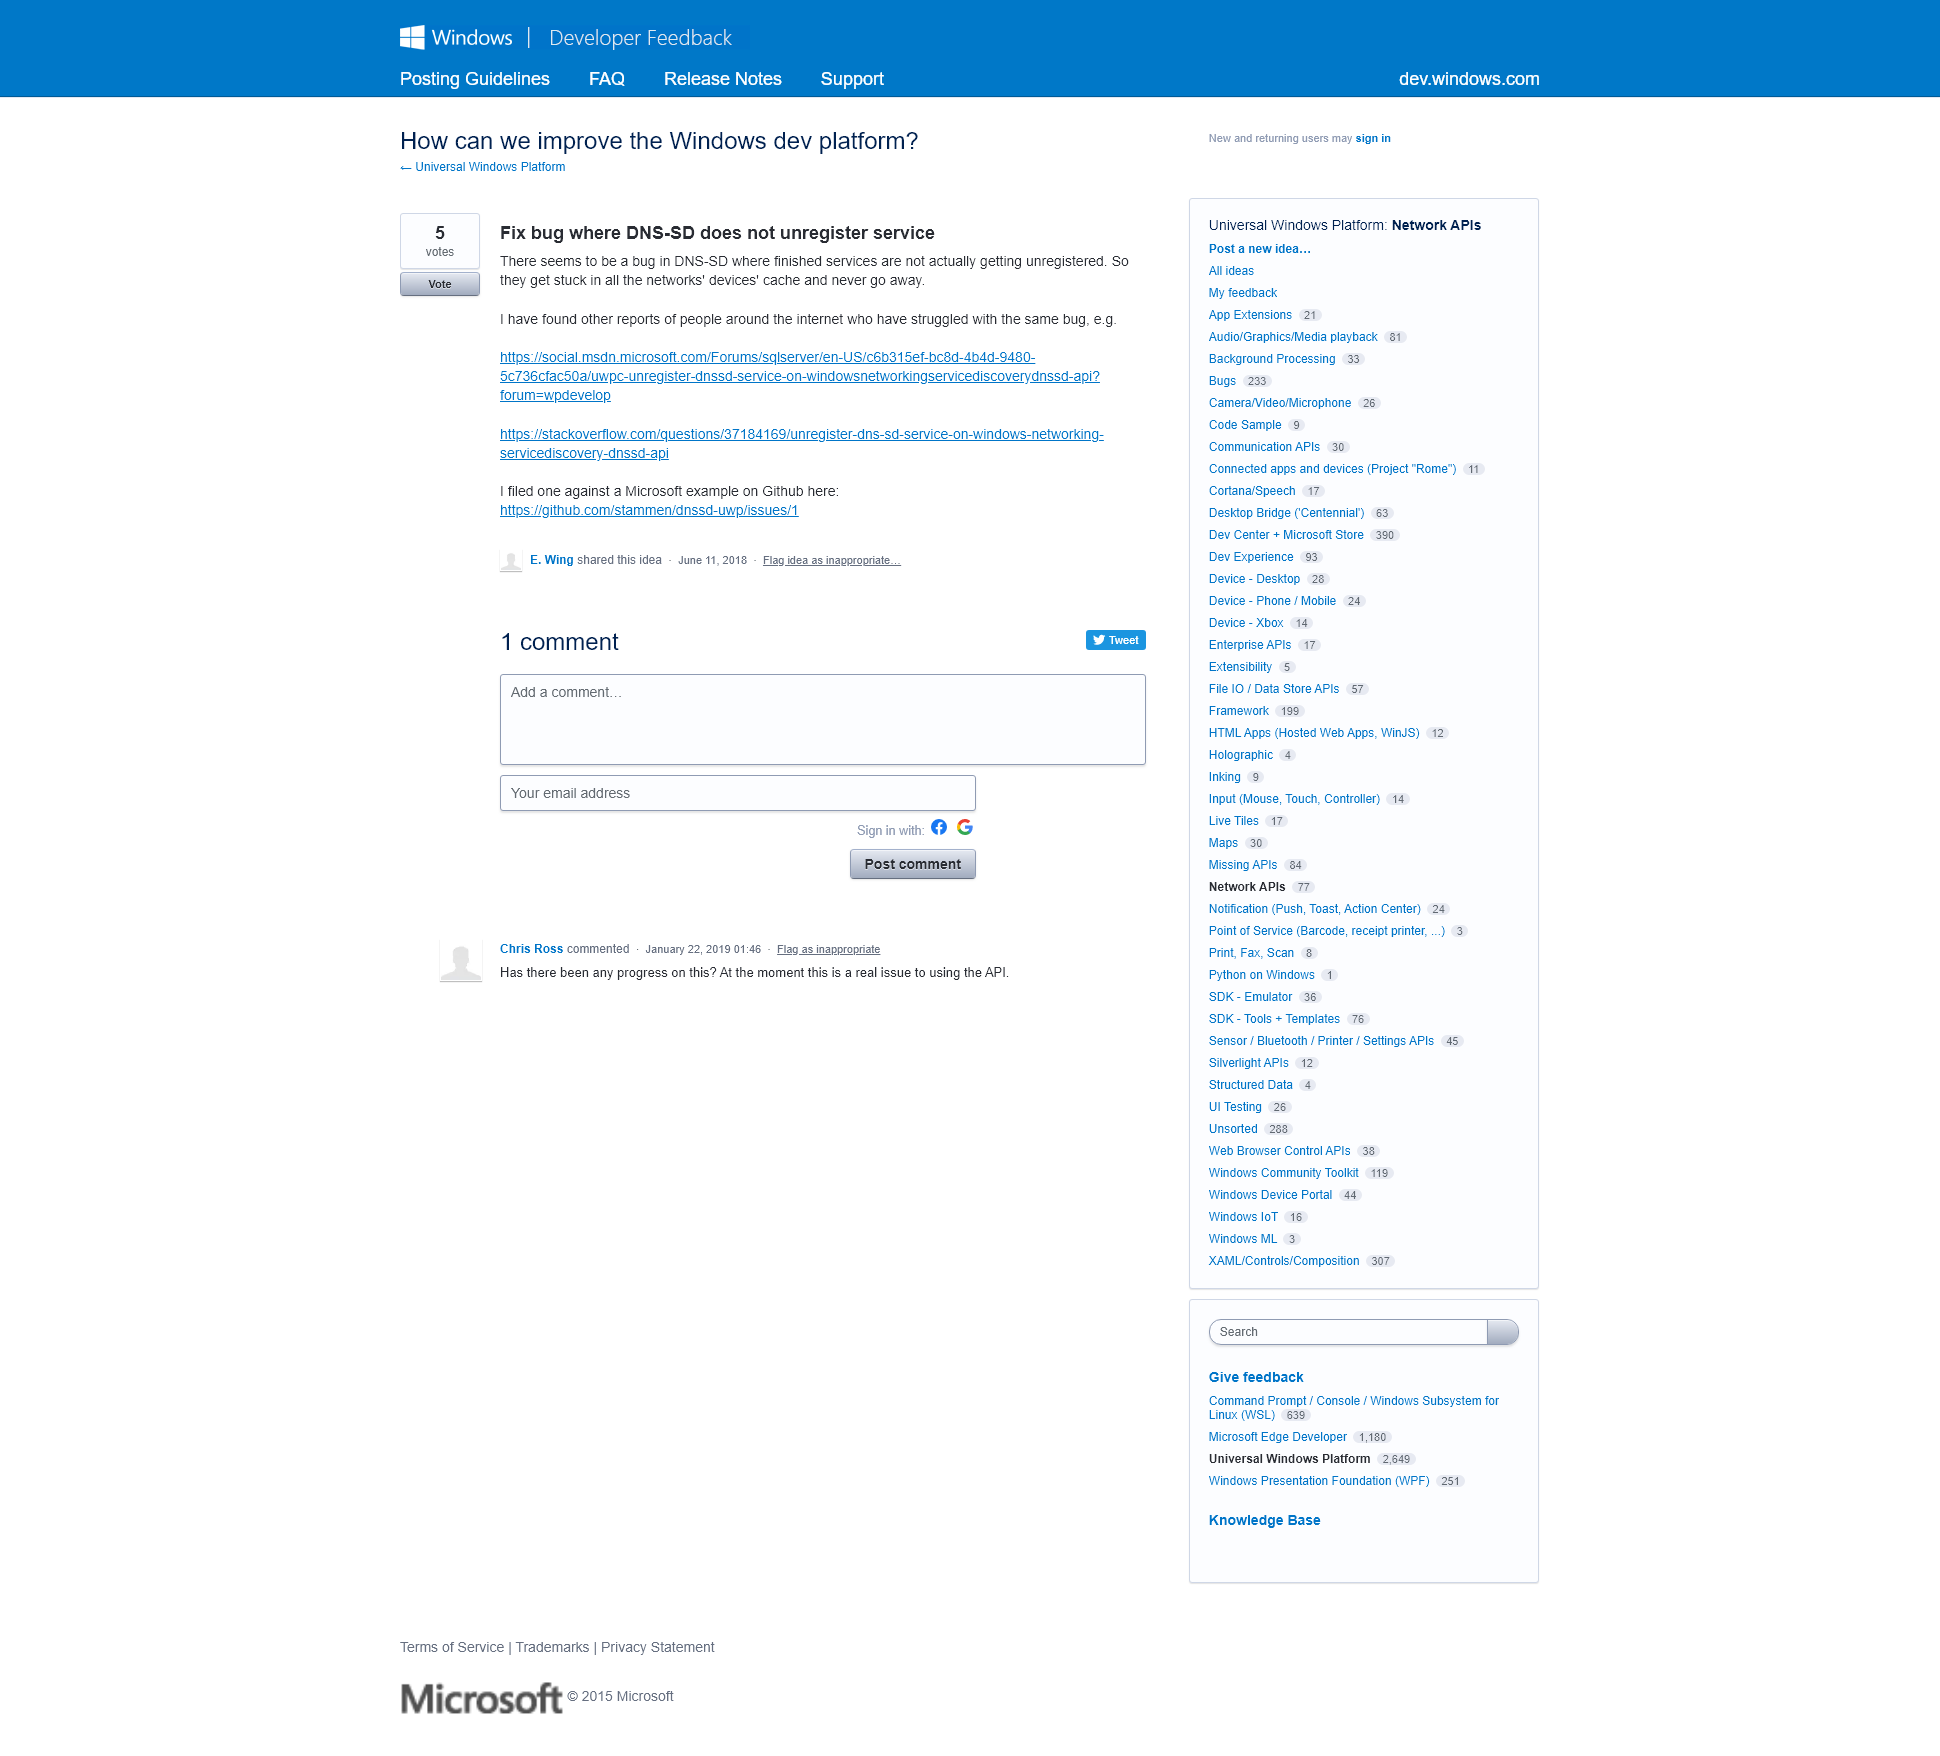 Windows | Developer Feedback
Posting Guidelines FAQ Release Notes Support dev.windows.com
How can we improve the Windows dev platform?
← Universal Windows Platform
New and returning users may sign in
5
votes
Vote
Fix bug where DNS-SD does not unregister service
There seems to be a bug in DNS-SD where finished services are not actually getting unregistered. So
they get stuck in all the networks' devices' cache and never go away.
I have found other reports of people around the internet who have struggled with the same bug, e.g.
https://social.msdn.microsoft.com/Forums/sqlserver/en-US/c6b315ef-bc8d-4b4d-9480-
5c736cfac50a/uwpc-unregister-dnssd-service-on-windowsnetworkingservicediscoverydnssd-api?
forum=wpdevelop
https://stackoverflow.com/questions/37184169/unregister-dns-sd-service-on-windows-networking-
servicediscovery-dnssd-api
I filed one against a Microsoft example on Github here:
https://github.com/stammen/dnssd-uwp/issues/1
E. Wing shared this idea · June 11, 2018 · Flag idea as inappropriate…
1 comment
Tweet
Add a comment…
Your email address
Sign in with:
Post comment
Chris Ross commented · January 22, 2019 01:46 · Flag as inappropriate
Has there been any progress on this? At the moment this is a real issue to using the API.
Universal Windows Platform: Network APIs
Post a new idea…
All ideas
My feedback
App Extensions 21
Audio/Graphics/Media playback 81
Background Processing 33
Bugs 233
Camera/Video/Microphone 26
Code Sample 9
Communication APIs 30
Connected apps and devices (Project "Rome") 11
Cortana/Speech 17
Desktop Bridge ('Centennial') 63
Dev Center + Microsoft Store 390
Dev Experience 93
Device - Desktop 28
Device - Phone / Mobile 24
Device - Xbox 14
Enterprise APIs 17
Extensibility 5
File IO / Data Store APIs 57
Framework 199
HTML Apps (Hosted Web Apps, WinJS) 12
Holographic 4
Inking 9
Input (Mouse, Touch, Controller) 14
Live Tiles 17
Maps 30
Missing APIs 84
Network APIs 77
Notification (Push, Toast, Action Center) 24
Point of Service (Barcode, receipt printer, ...) 3
Print, Fax, Scan 8
Python on Windows 1
SDK - Emulator 36
SDK - Tools + Templates 76
Sensor / Bluetooth / Printer / Settings APIs 45
Silverlight APIs 12
Structured Data 4
UI Testing 26
Unsorted 288
Web Browser Control APIs 38
Windows Community Toolkit 119
Windows Device Portal 44
Windows IoT 16
Windows ML 3
XAML/Controls/Composition 307
Search
Give feedback
Command Prompt / Console / Windows Subsystem for
Linux (WSL) 639
Microsoft Edge Developer 1,180
Universal Windows Platform 2,649
Windows Presentation Foundation (WPF) 251
Knowledge Base
Terms of Service | Trademarks | Privacy Statement
Microsoft © 2015 Microsoft